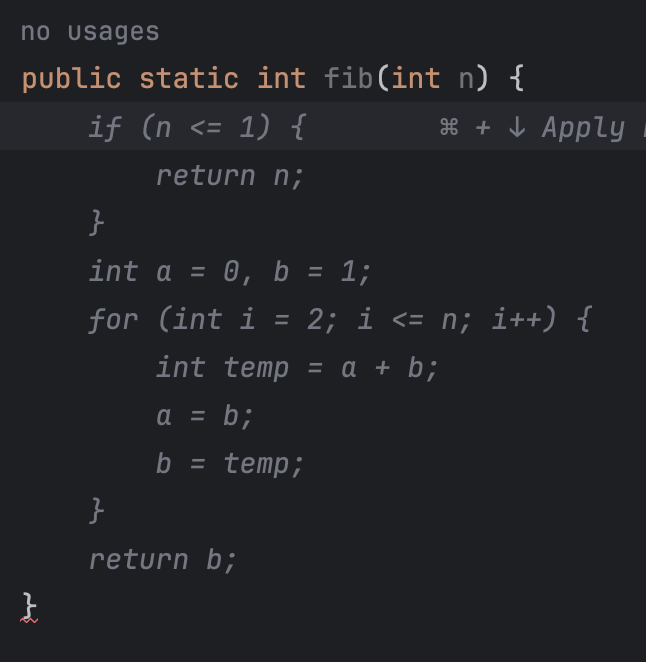 no usages
public static int fib(int n) {
    if (n <= 1) {        ⌘ + ↓ Apply
        return n;
    }
    int a = 0, b = 1;
    for (int i = 2; i <= n; i++) {
        int temp = a + b;
        a = b;
        b = temp;
    }
    return b;
}